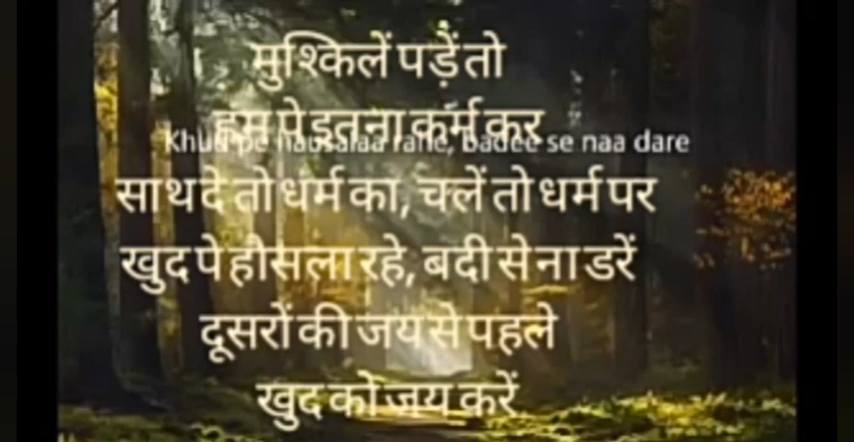 मुश्किलें पड़ें तो
हम पे इतना कर्म कर
Khud pe hausalaa rahe, badee se naa dare
साथ दें तो धर्म का, चलें तो धर्म पर
खुद पे हौसला रहे, बदी से ना डरें
दूसरों की जय से पहले
खुद को जय करें